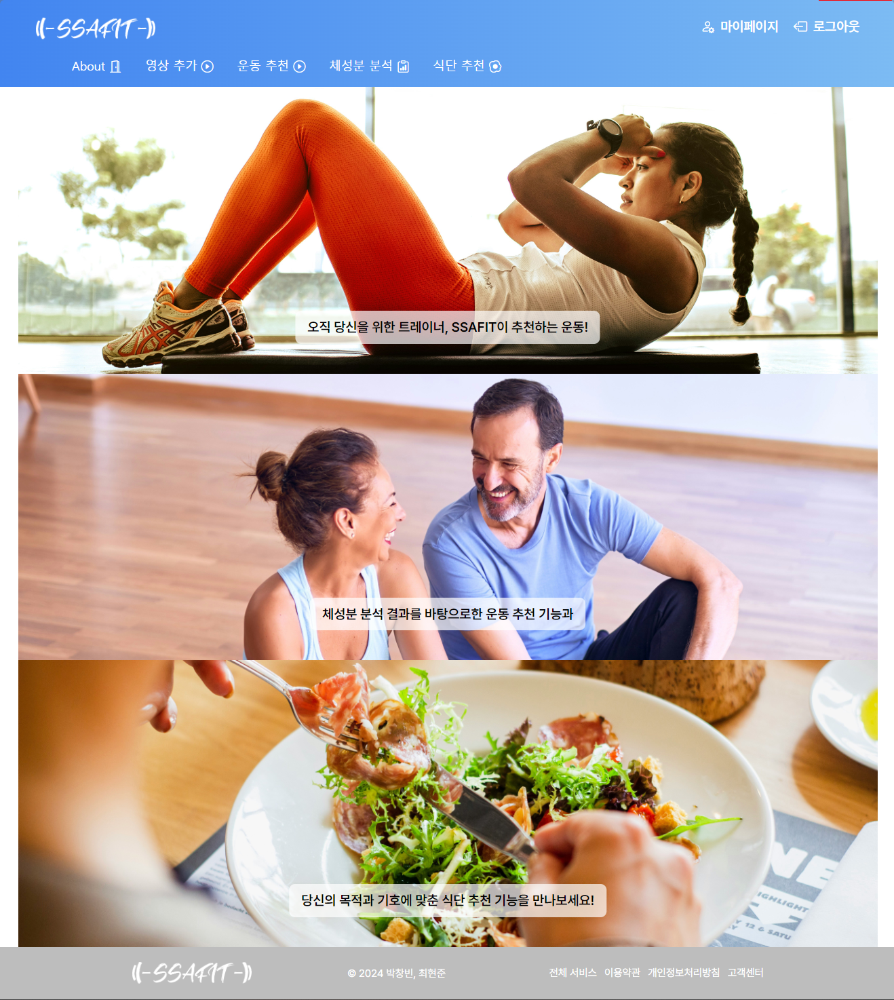 ((-SSAFIT-))
마이페이지 로그아웃
About 영상 추가 운동 추천 체성분 분석 식단 추천
오직 당신을 위한 트레이너, SSAFIT이 추천하는 운동!
체성분 분석 결과를 바탕으로한 운동 추천 기능과
NE
HIGHLIGHT
12 & SATU
당신의 목적과 기호에 맞춘 식단 추천 기능을 만나보세요!
((-SSAFIT-))
© 2024 박창빈, 최현준
전체 서비스 이용약관 개인정보처리방침 고객센터